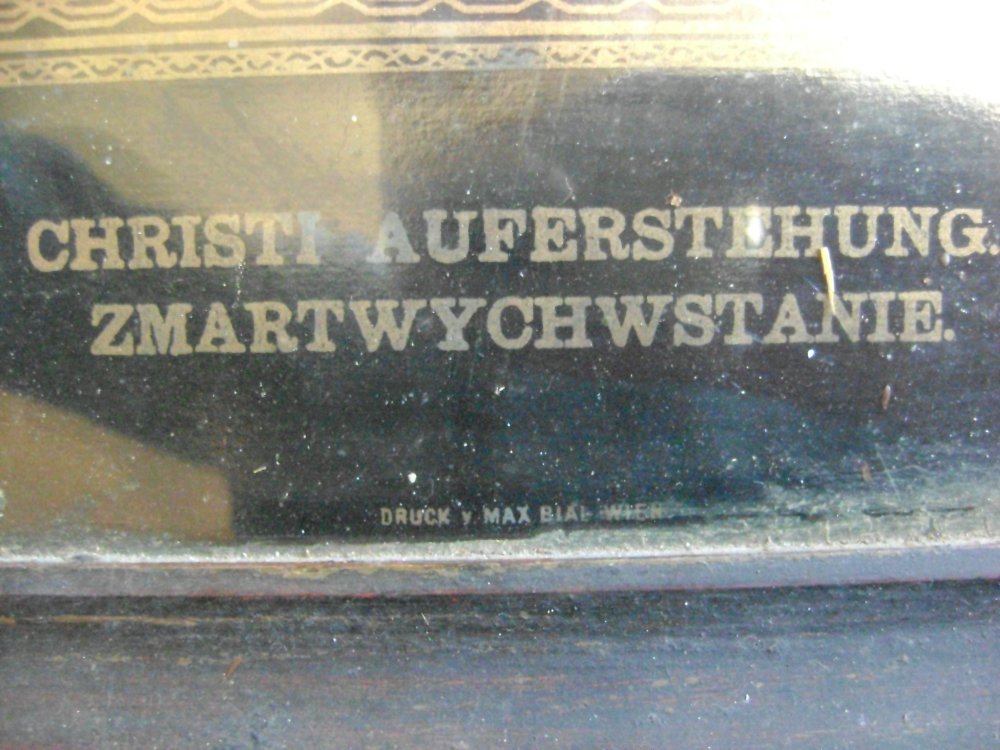 CHRISTI AUFERSTEHUNG.
ZMARTWYCHWSTANIE.
DRUCK v MAX BIAL WIEN